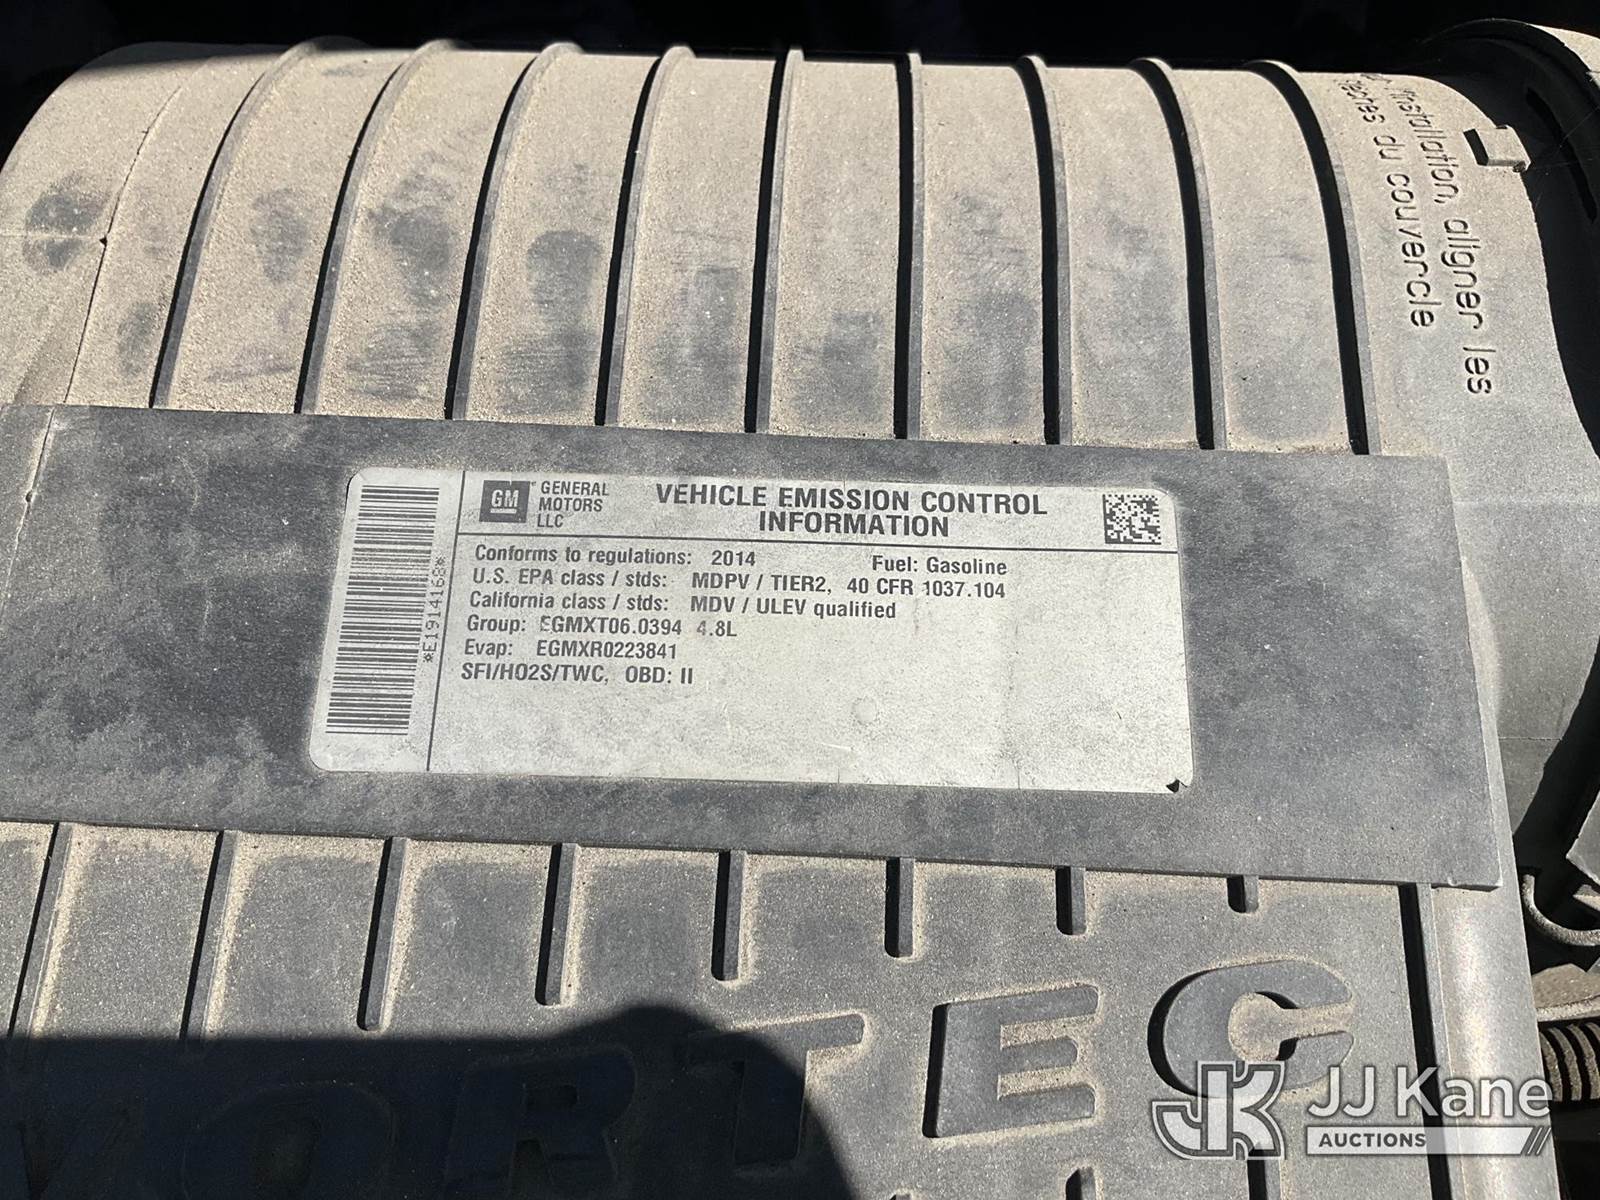 l'installation, aligner les
du couvercle
GM
GENERAL
MOTORS
LLC
VEHICLE EMISSION CONTROL
INFORMATION
Conforms to regulations: 2014 Fuel: Gasoline
U.S. EPA class / stds: MDPV / TIER2, 40 CFR 1037.104
California class / stds: MDV / ULEV qualified
Group: EGMXT06.0394 4.8L
Evap: EGMXR0223841
SFI/HO2S/TWC, OBD: II
*E1914168*
VORTEC
JK JJ Kane
AUCTIONS